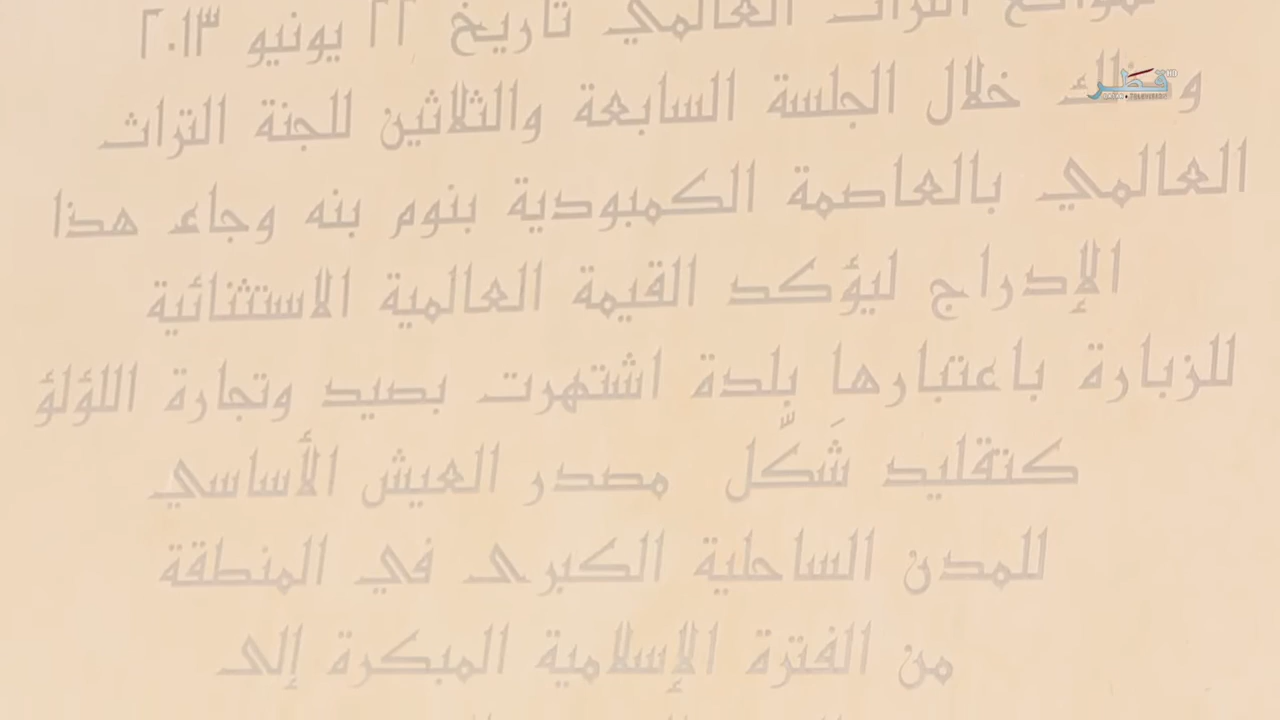 مواقع التراث العالمي تاريخ ٢٢ يونيو ٢٠١٣
وذلك خلال الجلسة السابعة والثلاثين للجنة التراث
العالمي بالعاصمة الكمبودية بنوم بنه وجاء هذا
الإدراج ليؤكد القيمة العالمية الاستثنائية
للزبارة باعتبارها بلدة اشتهرت بصيد وتجارة اللؤلؤ
كتقليد شَكّل مصدر العيش الأساسي
للمدن الساحلية الكبرى في المنطقة
من الفترة الإسلامية المبكرة إلى
قطر HD